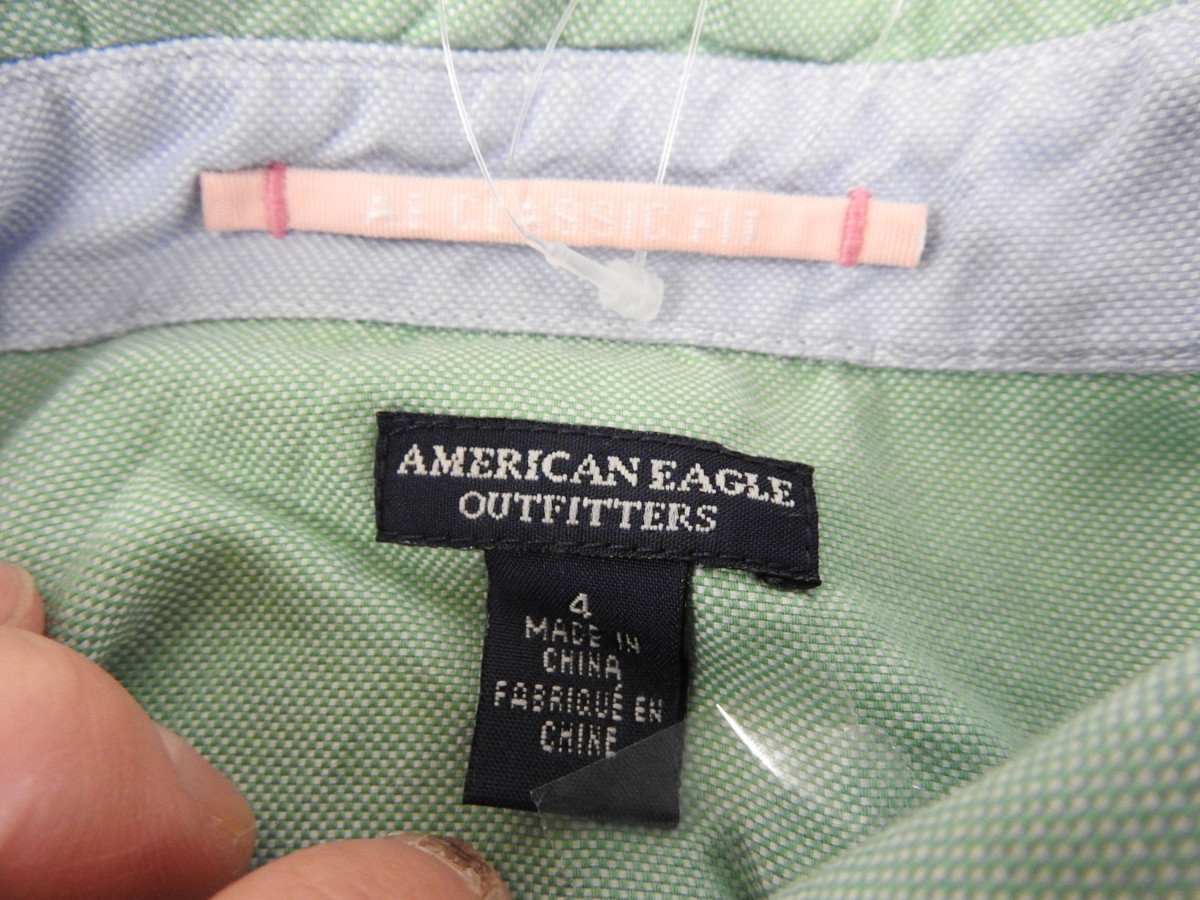 AE CLASSIC FIT
AMERICAN EAGLE
OUTFITTERS
4
MADE IN
CHINA
FABRIQUÉ EN
CHINE